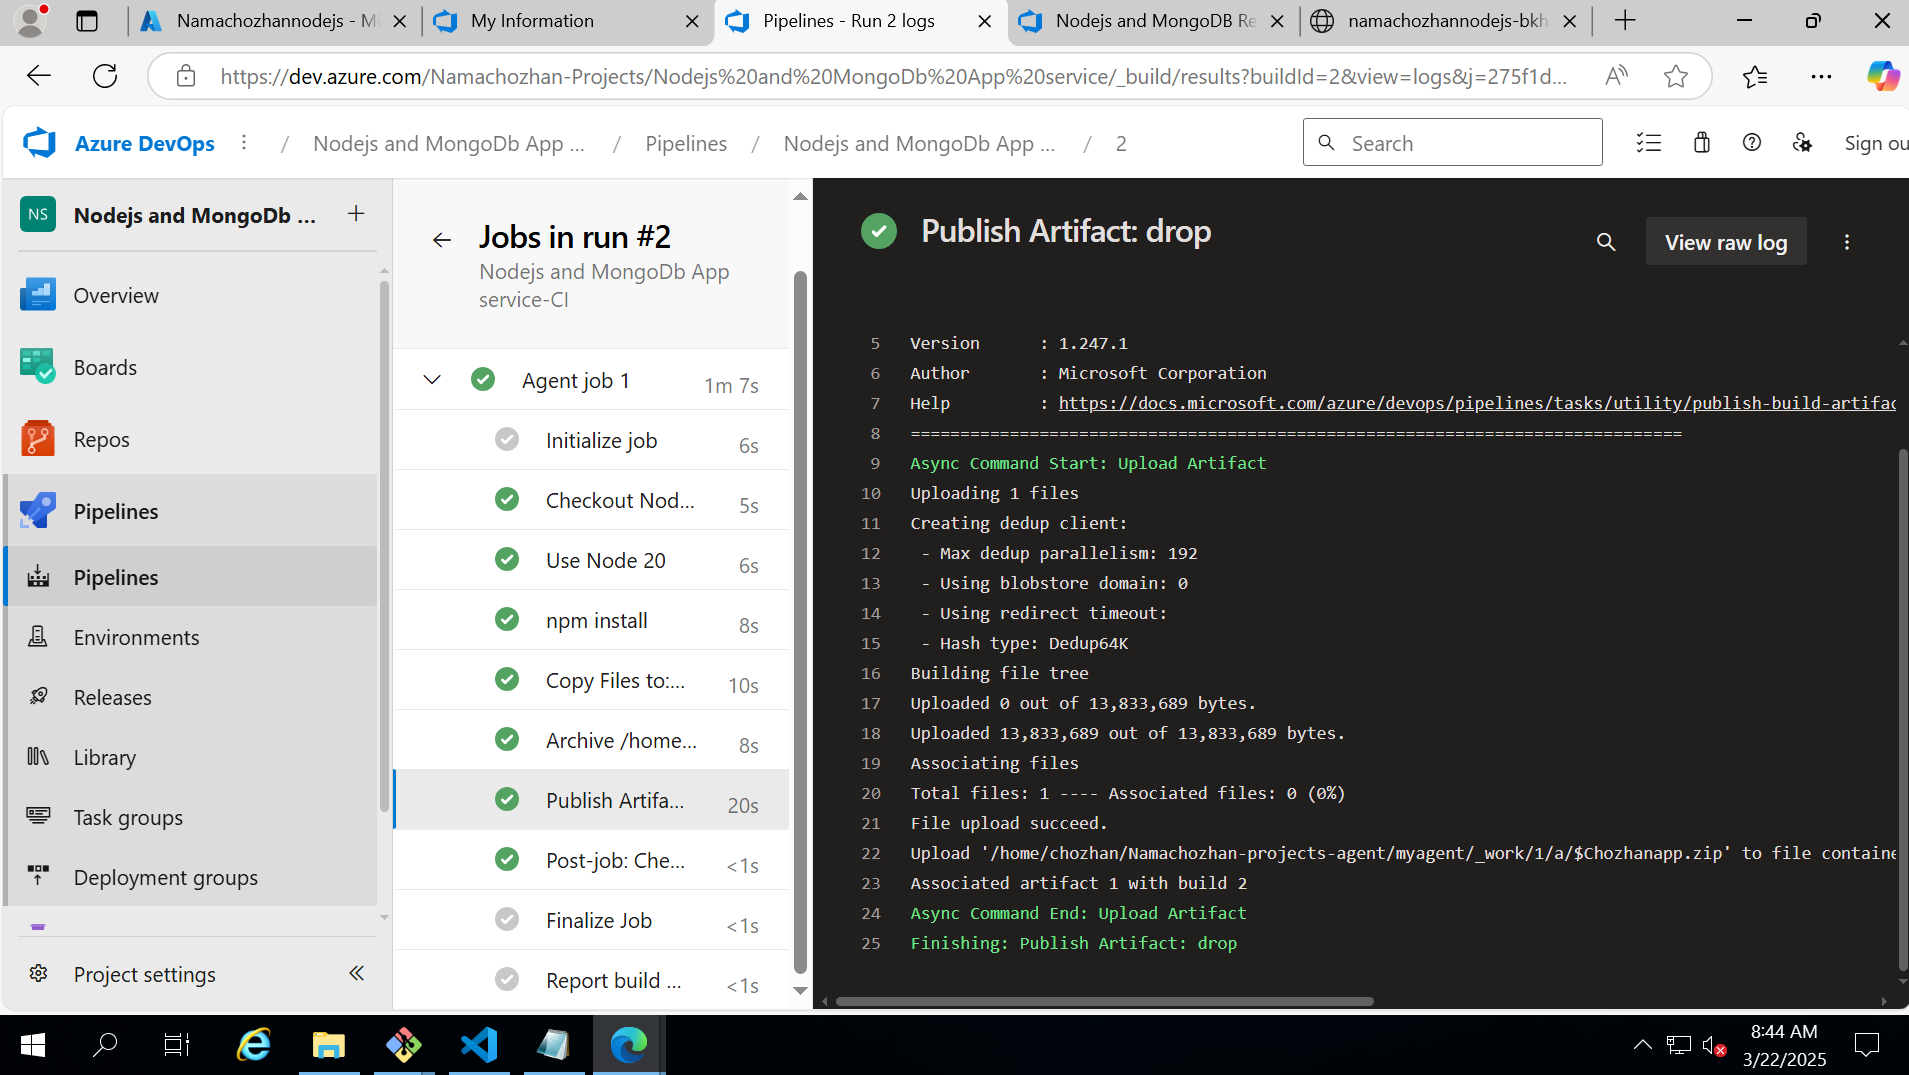 Namachozhannodejs - Mi
My Information
Pipelines - Run 2 logs
Nodejs and MongoDB Re
namachozhannodejs-bkh
https://dev.azure.com/Namachozhan-Projects/Nodejs%20and%20MongoDb%20App%20service/_build/results?buildId=2&view=logs&j=275f1d...
Azure DevOps / Nodejs and MongoDb App ... / Pipelines / Nodejs and MongoDb App ... / 2
Search
Sign ou
NS
Nodejs and MongoDb ...
Overview
Boards
Repos
Pipelines
Pipelines
Environments
Releases
Library
Task groups
Deployment groups
Project settings
Jobs in run #2
Nodejs and MongoDb App
service-CI
Agent job 1 1m 7s
Initialize job 6s
Checkout Nod... 5s
Use Node 20 6s
npm install 8s
Copy Files to:... 10s
Archive /home... 8s
Publish Artifa... 20s
Post-job: Che... <1s
Finalize Job <1s
Report build ... <1s
Publish Artifact: drop
View raw log
5 Version : 1.247.1
6 Author : Microsoft Corporation
7 Help : https://docs.microsoft.com/azure/devops/pipelines/tasks/utility/publish-build-artifac
8 ==============================================================================
9 Async Command Start: Upload Artifact
10 Uploading 1 files
11 Creating dedup client:
12 - Max dedup parallelism: 192
13 - Using blobstore domain: 0
14 - Using redirect timeout:
15 - Hash type: Dedup64K
16 Building file tree
17 Uploaded 0 out of 13,833,689 bytes.
18 Uploaded 13,833,689 out of 13,833,689 bytes.
19 Associating files
20 Total files: 1 ---- Associated files: 0 (0%)
21 File upload succeed.
22 Upload '/home/chozhan/Namachozhan-projects-agent/myagent/_work/1/a/$Chozhanapp.zip' to file containe
23 Associated artifact 1 with build 2
24 Async Command End: Upload Artifact
25 Finishing: Publish Artifact: drop
8:44 AM
3/22/2025